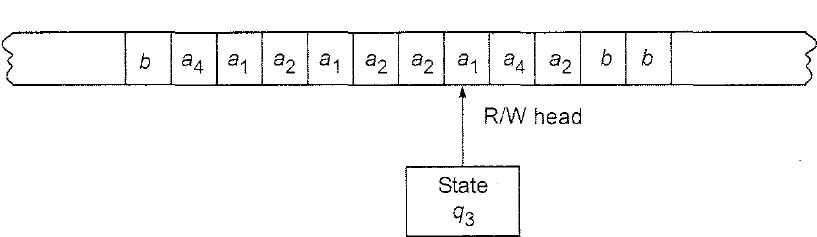 b a₄ a₁ a₂ a₁ a₂ a₂ a₁ a₄ a₂ b b
R/W head
State
q₃